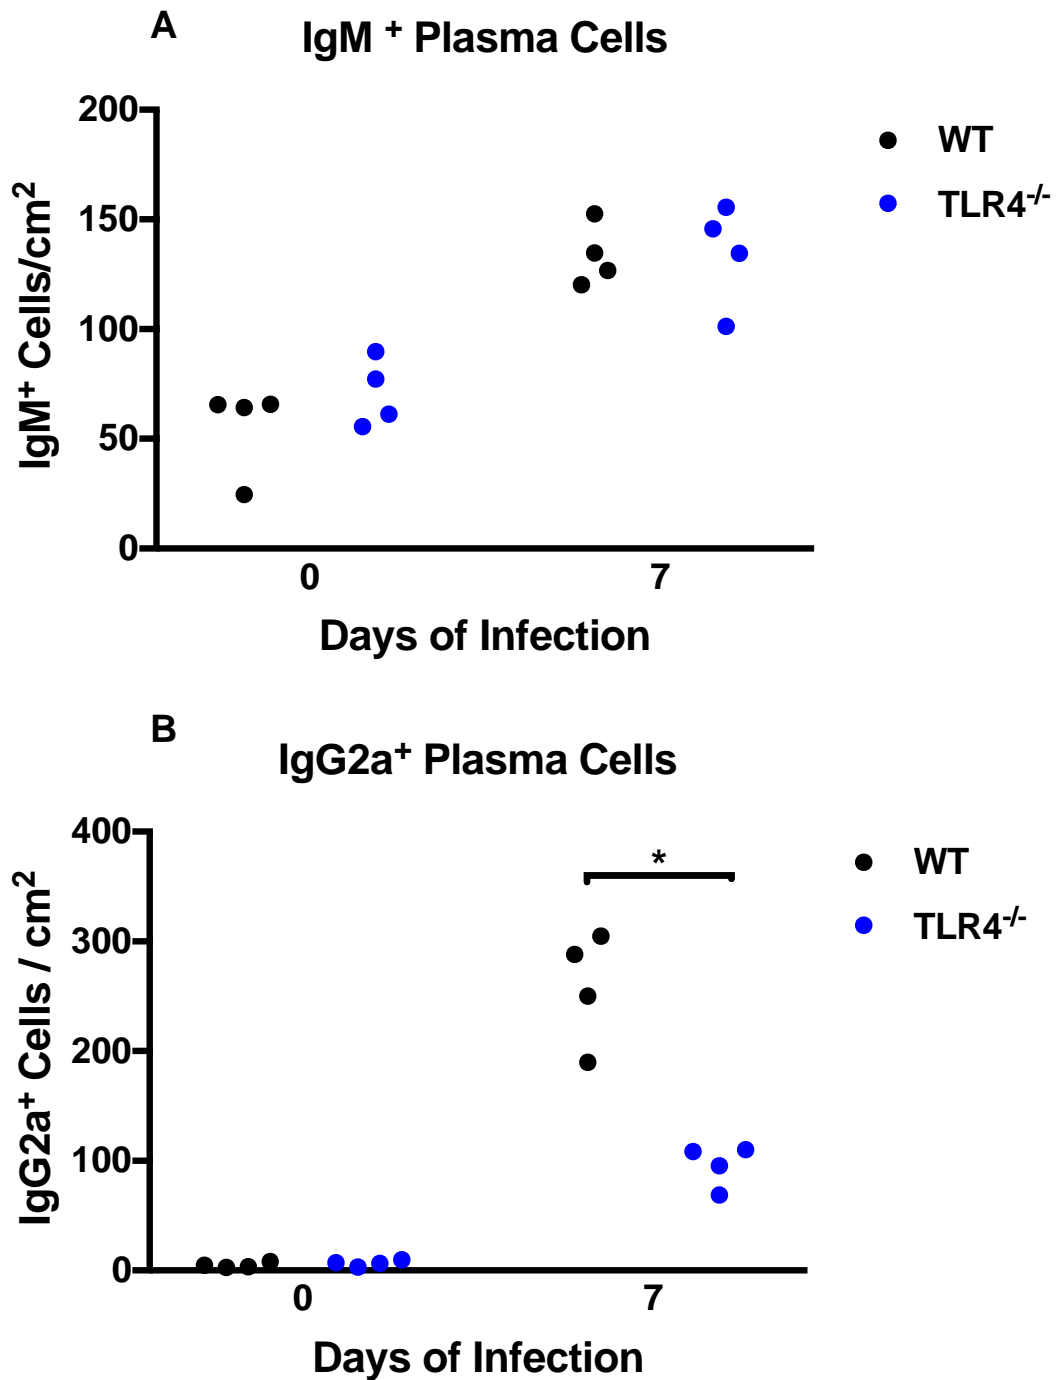 A
IgM + Plasma Cells
200
150
100
50
0
IgM+ Cells/cm2
0 7
Days of Infection
WT
TLR4-/-
B
IgG2a+ Plasma Cells
400
300
200
100
0
IgG2a+ Cells / cm2
*
0 7
Days of Infection
WT
TLR4-/-